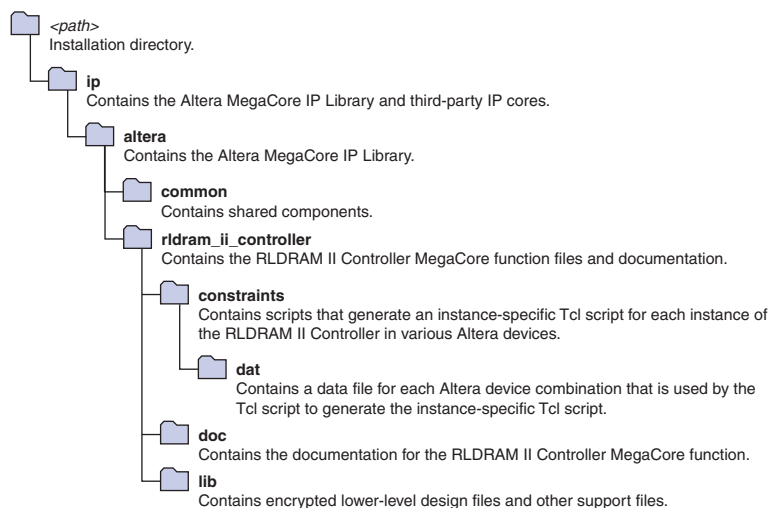 <path>
Installation directory.
ip
Contains the Altera MegaCore IP Library and third-party IP cores.
altera
Contains the Altera MegaCore IP Library.
common
Contains shared components.
rldram_ii_controller
Contains the RLDRAM II Controller MegaCore function files and documentation.
constraints
Contains scripts that generate an instance-specific Tcl script for each instance of
the RLDRAM II Controller in various Altera devices.
dat
Contains a data file for each Altera device combination that is used by the
Tcl script to generate the instance-specific Tcl script.
doc
Contains the documentation for the RLDRAM II Controller MegaCore function.
lib
Contains encrypted lower-level design files and other support files.